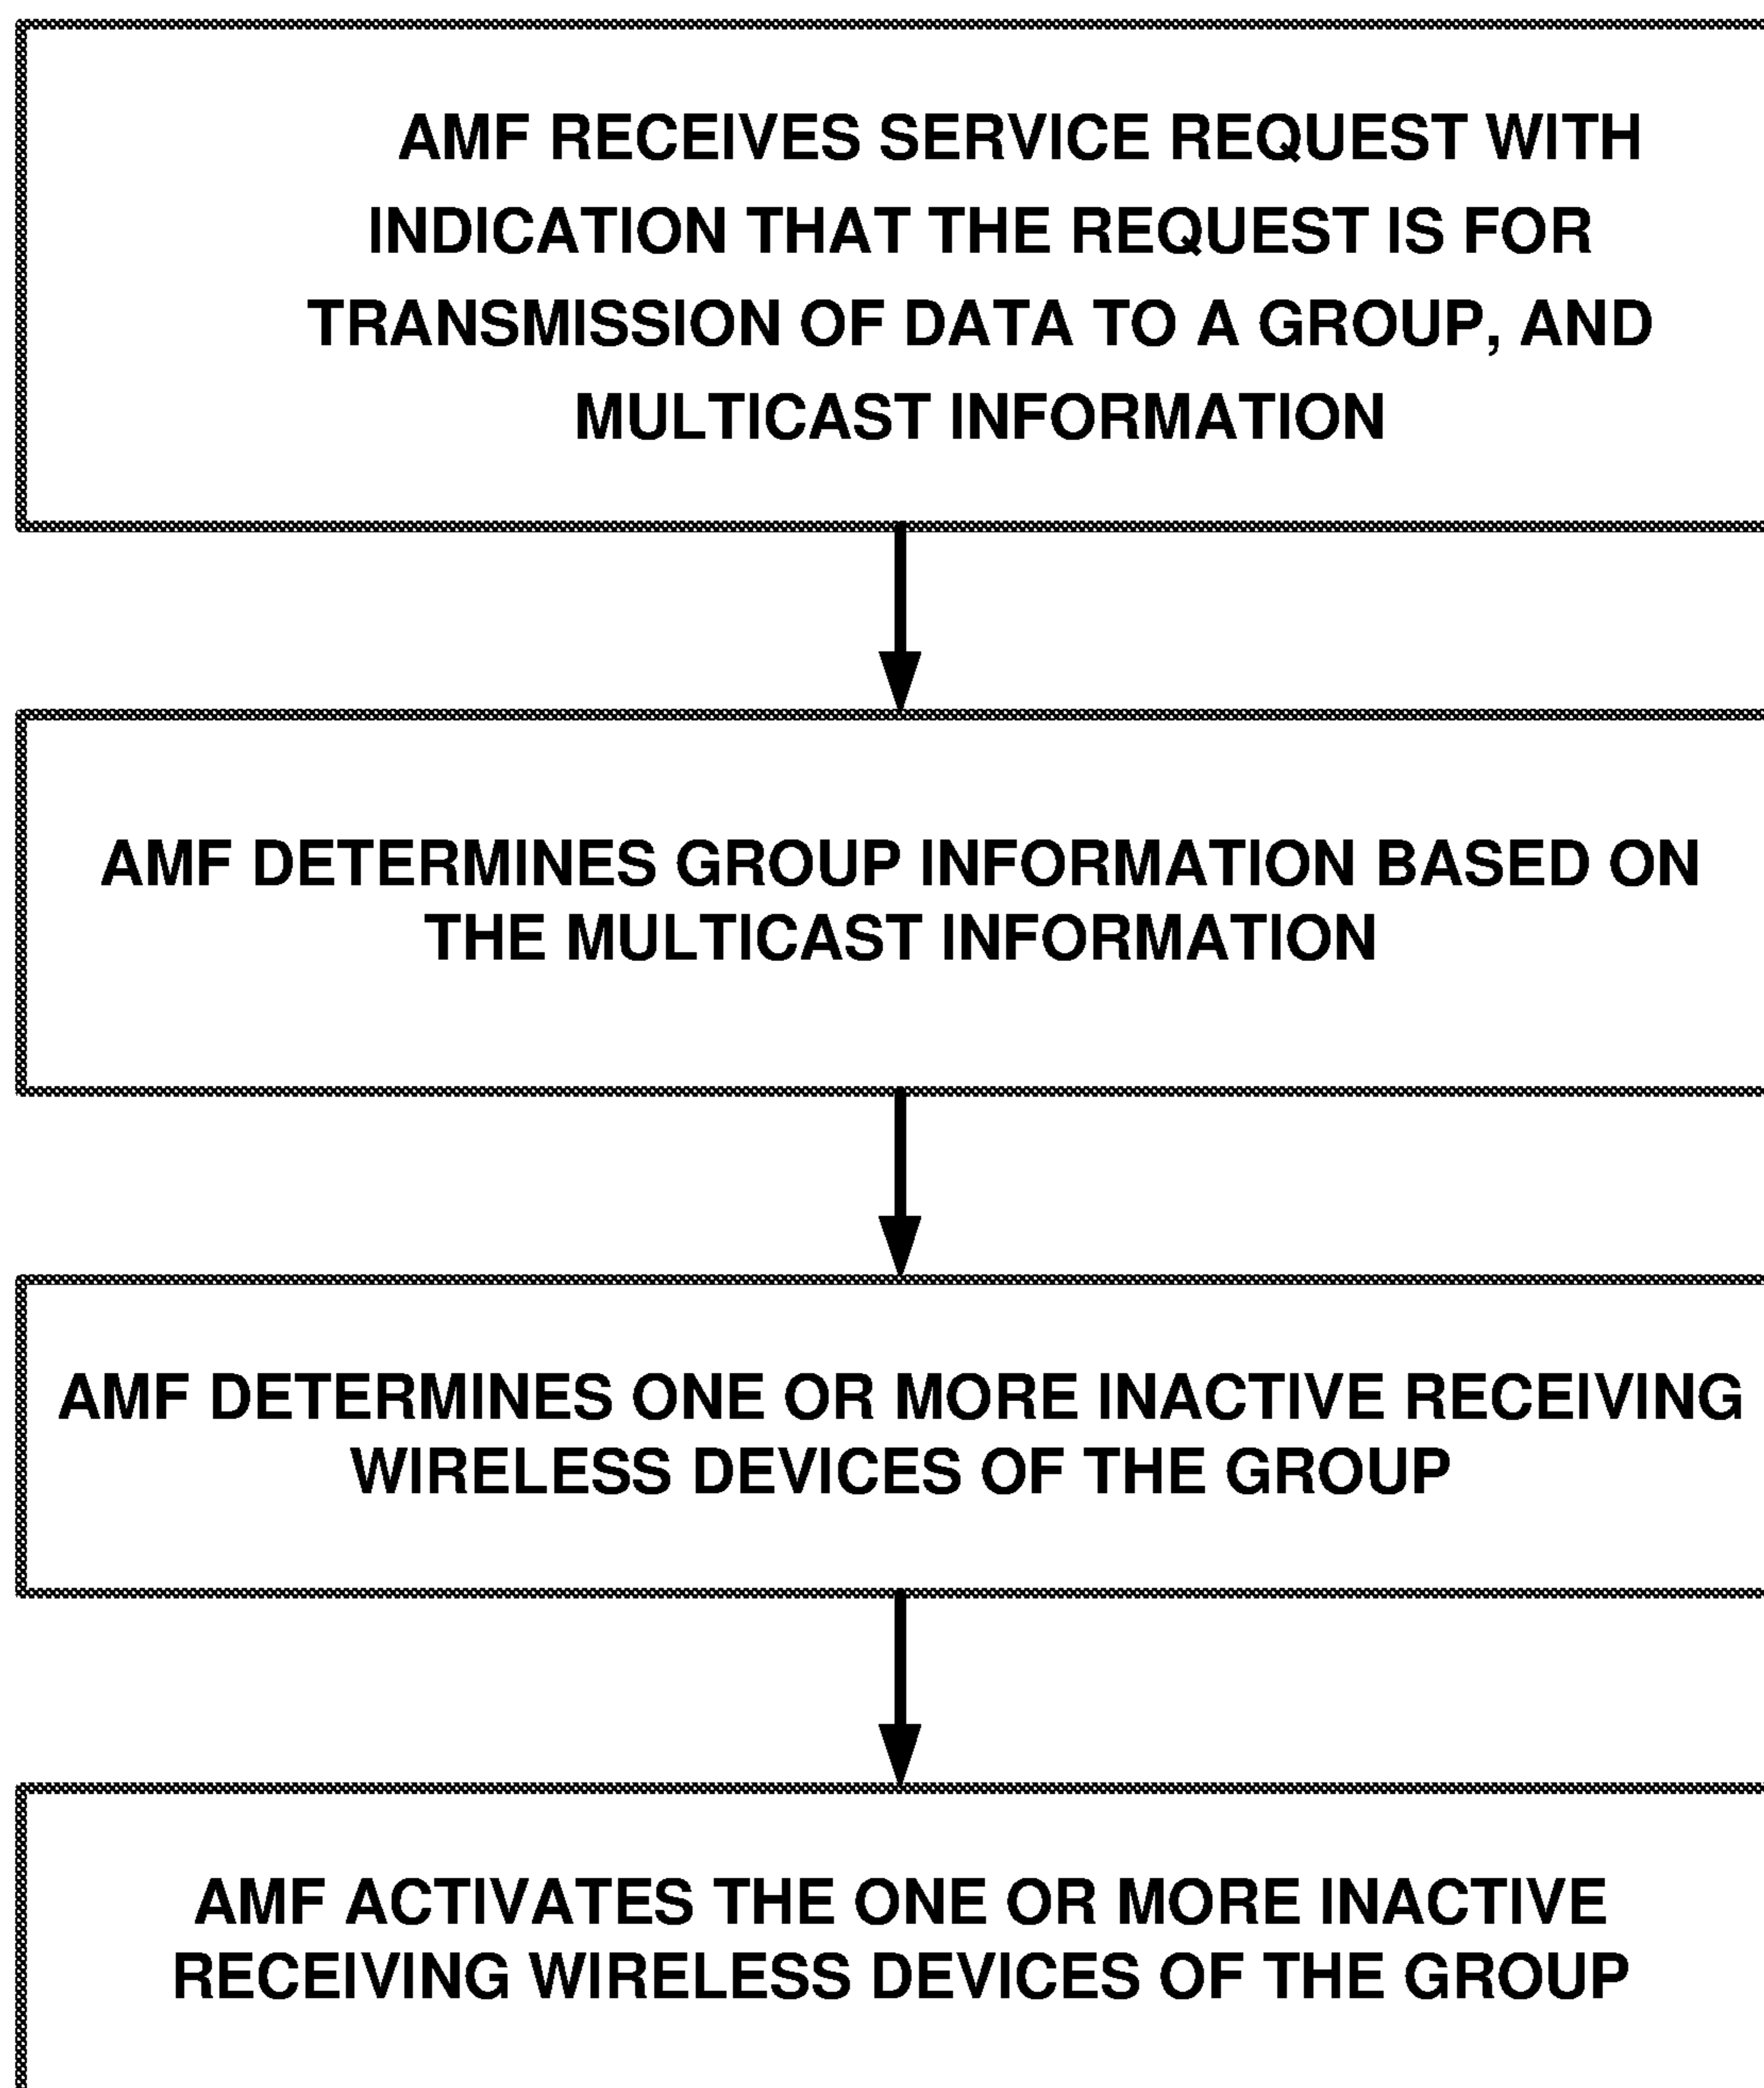 AMF RECEIVES SERVICE REQUEST WITH
INDICATION THAT THE REQUEST IS FOR
TRANSMISSION OF DATA TO A GROUP, AND
MULTICAST INFORMATION
AMF DETERMINES GROUP INFORMATION BASED ON
THE MULTICAST INFORMATION
AMF DETERMINES ONE OR MORE INACTIVE RECEIVING
WIRELESS DEVICES OF THE GROUP
AMF ACTIVATES THE ONE OR MORE INACTIVE
RECEIVING WIRELESS DEVICES OF THE GROUP